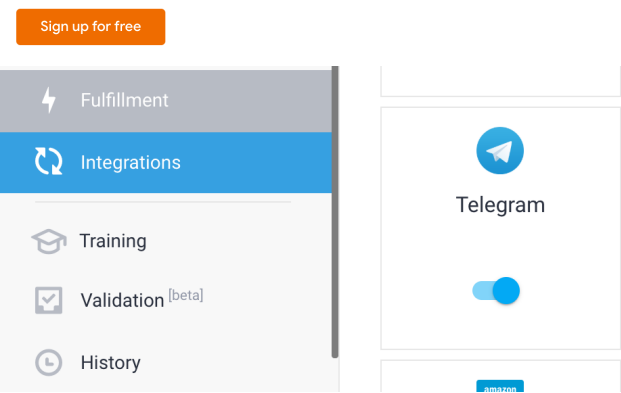 Sign up for free
Fulfillment
Integrations
Training
Validation [beta]
History
Telegram
amazon